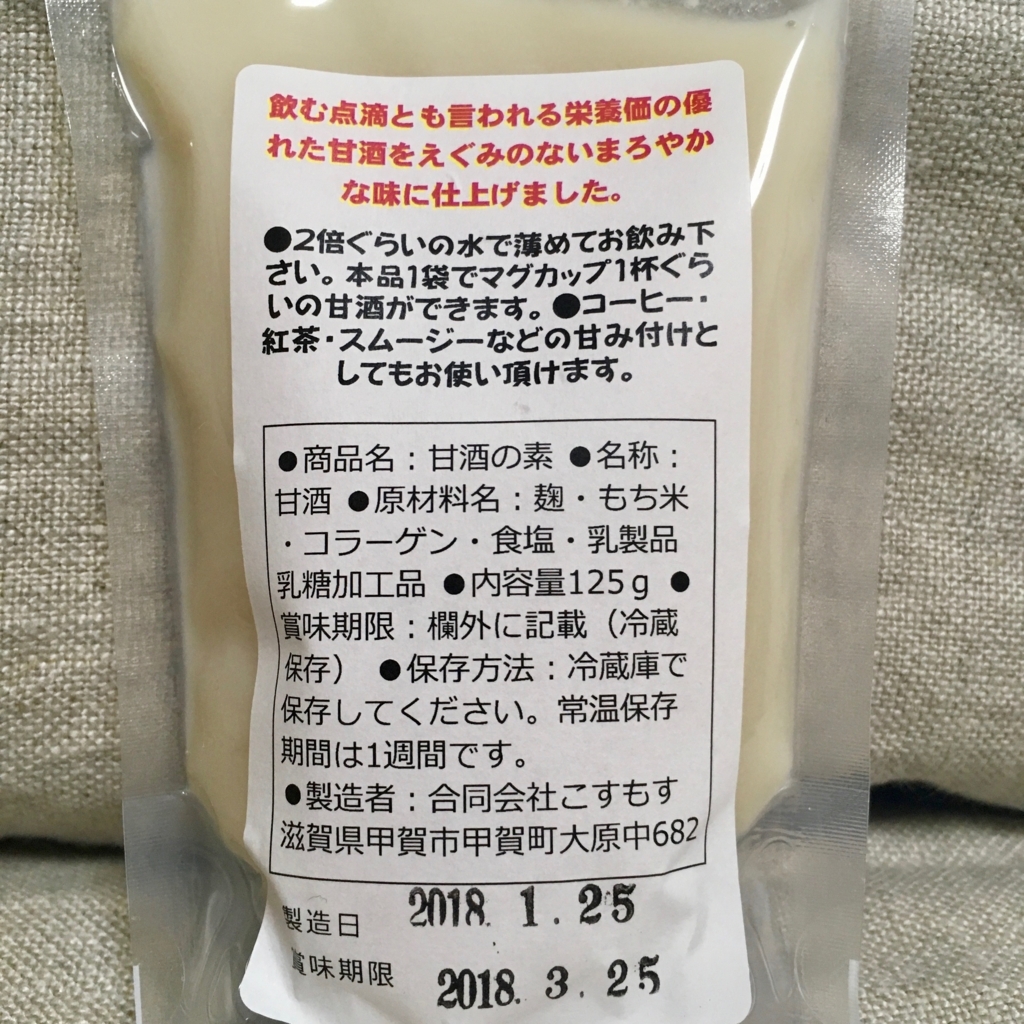 飲む点滴とも言われる栄養価の優
れた甘酒をえぐみのないまろやか
な味に仕上げました。
●2倍ぐらいの水で薄めてお飲み下
さい。本品1袋でマグカップ1杯ぐら
いの甘酒ができます。●コーヒー・
紅茶・スムージーなどの甘み付けと
してもお使い頂けます。
●商品名：甘酒の素 ●名称：
甘酒 ●原材料名：麹・もち米
・コラーゲン・食塩・乳製品
乳糖加工品 ●内容量125g ●
賞味期限：欄外に記載（冷蔵
保存） ●保存方法：冷蔵庫で
保存してください。常温保存
期間は1週間です。
●製造者：合同会社こすもす
滋賀県甲賀市甲賀町大原中682
製造日 2018. 1. 25
賞味期限 2018. 3. 25